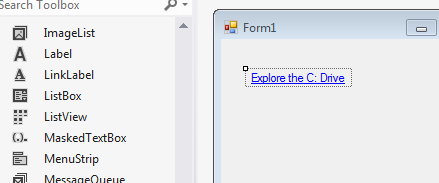 Search Toolbox
ImageList
Label
LinkLabel
ListBox
ListView
MaskedTextBox
MenuStrip
MessageQueue
Form1
Explore the C: Drive